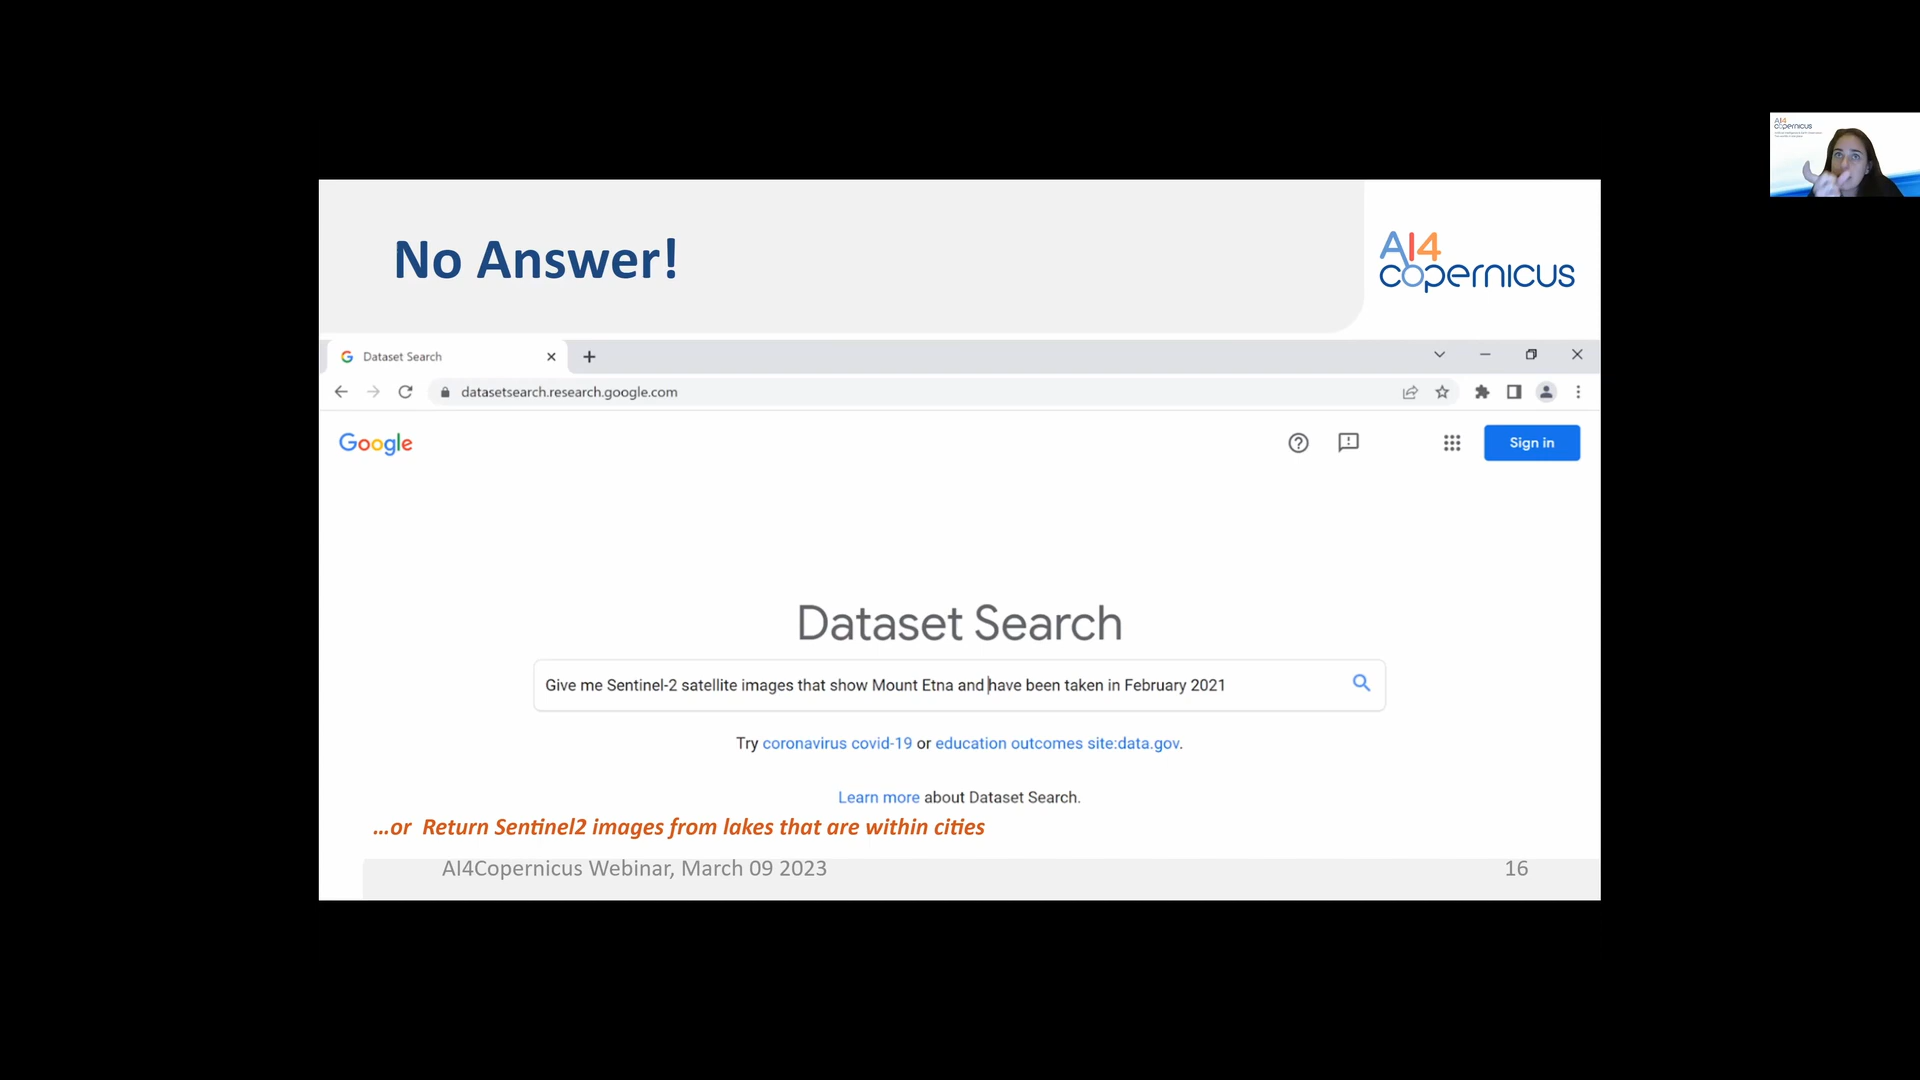 No Answer!
AI4
copernicus
Dataset Search
datasetsearch.research.google.com
Google
Sign in
Dataset Search
Give me Sentinel-2 satellite images that show Mount Etna and have been taken in February 2021
Try coronavirus covid-19 or education outcomes site:data.gov.
Learn more about Dataset Search.
...or Return Sentinel2 images from lakes that are within cities
AI4Copernicus Webinar, March 09 2023
16
AI4
copernicus